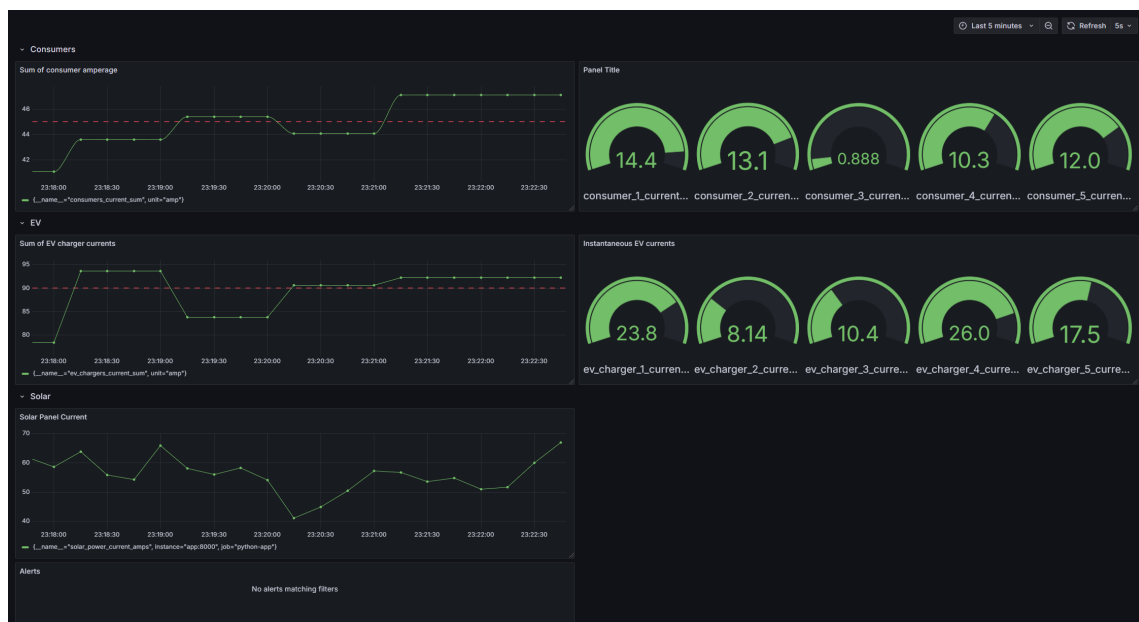 Last 5 minutes Refresh 5s
Consumers
Sum of consumer amperage
46
44
42
23:18:00 23:18:30 23:19:00 23:19:30 23:20:00 23:20:30 23:21:00 23:21:30 23:22:00 23:22:30
{__name__="consumers_current_sum", unit="amp"}
Panel Title
14.4 13.1 0.888 10.3 12.0
consumer_1_current... consumer_2_curren... consumer_3_curren... consumer_4_curren... consumer_5_curren...
EV
Sum of EV charger currents
95
90
85
80
23:18:00 23:18:30 23:19:00 23:19:30 23:20:00 23:20:30 23:21:00 23:21:30 23:22:00 23:22:30
{__name__="ev_chargers_current_sum", unit="amp"}
Instantaneous EV currents
23.8 8.14 10.4 26.0 17.5
ev_charger_1_curren... ev_charger_2_curre... ev_charger_3_curre... ev_charger_4_curre... ev_charger_5_curre...
Solar
Solar Panel Current
70
60
50
40
23:18:00 23:18:30 23:19:00 23:19:30 23:20:00 23:20:30 23:21:00 23:21:30 23:22:00 23:22:30
{__name__="solar_power_current_amps", instance="app:8000", job="python-app"}
Alerts
No alerts matching filters